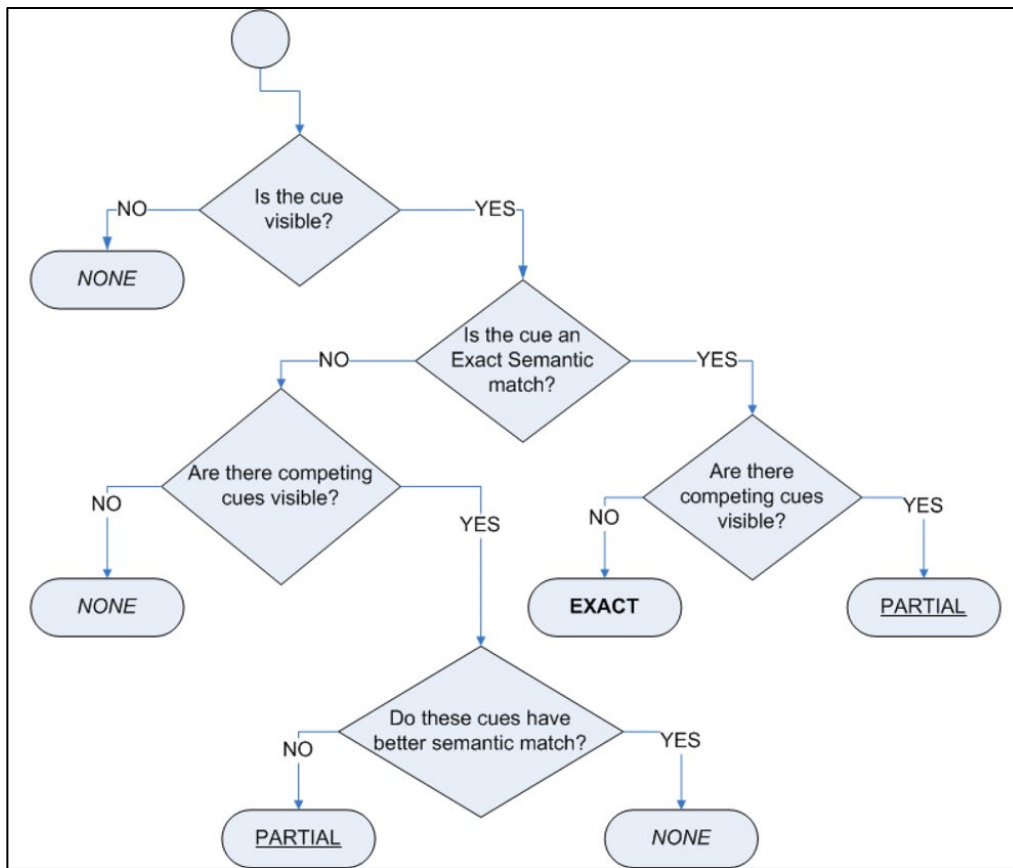 Is the cue
visible?
NO
YES
NONE
Is the cue an
Exact Semantic
match?
NO
YES
Are there competing
cues visible?
NO
YES
NONE
Are there
competing cues
visible?
NO
YES
EXACT
PARTIAL
Do these cues have
better semantic match?
NO
YES
PARTIAL
NONE